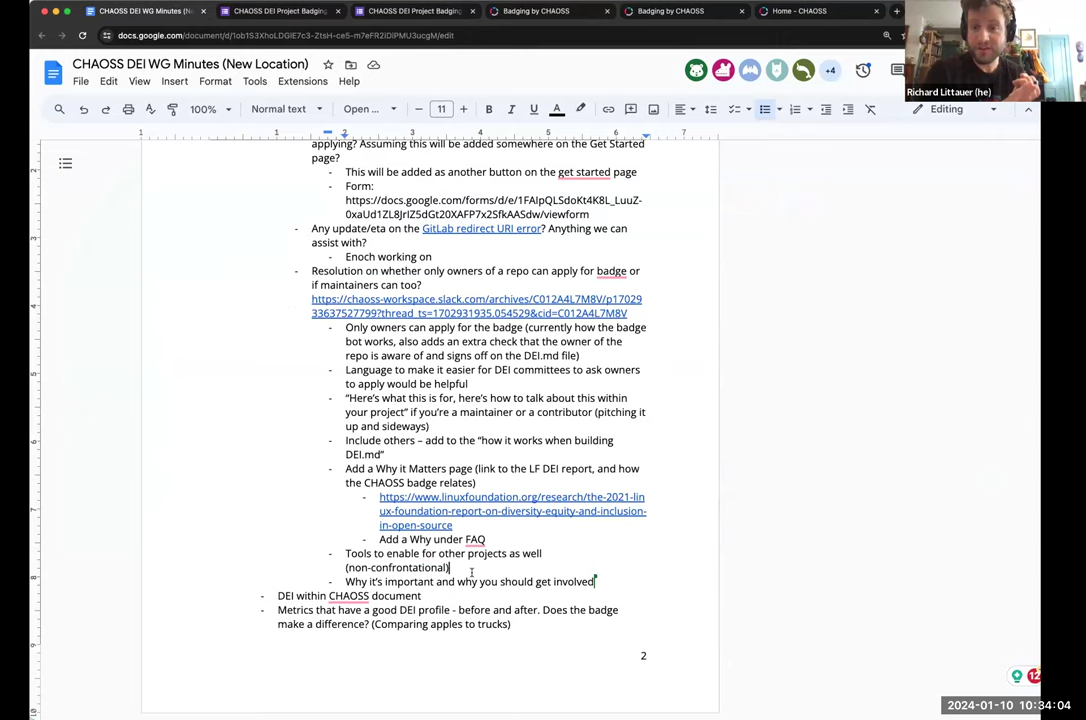 CHAOSS DEI WG Minutes (N
CHAOSS DEI Project Badging
CHAOSS DEI Project Badging
Badging by CHAOSS
Badging by CHAOSS
Home - CHAOSS
CHAOSS DEI WG Minutes (New Location)
File Edit View Insert Format Tools Extensions Help
+4
100% Normal text Open ... 11 B I U A Editing
1 1 2 3 4 5 6 7
applying? Assuming this will be added somewhere on the Get Started
page?
- This will be added as another button on the get started page
- Form:
https://docs.google.com/forms/d/e/1FAIpQLSdoKt4K8L_LuuZ-
0xaUd1ZL8JrIZ5dGt20XAFP7x2SfkAASdw/viewform
- Any update/eta on the GitLab redirect URI error? Anything we can
assist with?
- Enoch working on
- Resolution on whether only owners of a repo can apply for badge or
if maintainers can too?
https://chaoss-workspace.slack.com/archives/C012A4L7M8V/p17029
33637527799?thread_ts=1702931935.054529&cid=C012A4L7M8V
- Only owners can apply for the badge (currently how the badge
bot works, also adds an extra check that the owner of the
repo is aware of and signs off on the DEI.md file)
- Language to make it easier for DEI committees to ask owners
to apply would be helpful
- “Here’s what this is for, here’s how to talk about this within
your project” if you’re a maintainer or a contributor (pitching it
up and sideways)
- Include others – add to the “how it works when building
DEI.md”
- Add a Why it Matters page (link to the LF DEI report, and how
the CHAOSS badge relates)
- https://www.linuxfoundation.org/research/the-2021-lin
ux-foundation-report-on-diversity-equity-and-inclusion-
in-open-source
- Add a Why under FAQ
- Tools to enable for other projects as well
(non-confrontational)
- Why it’s important and why you should get involved
- DEI within CHAOSS document
- Metrics that have a good DEI profile - before and after. Does the badge
make a difference? (Comparing apples to trucks)
2
12
Richard Littauer (he)
2024-01-10 10:34:04